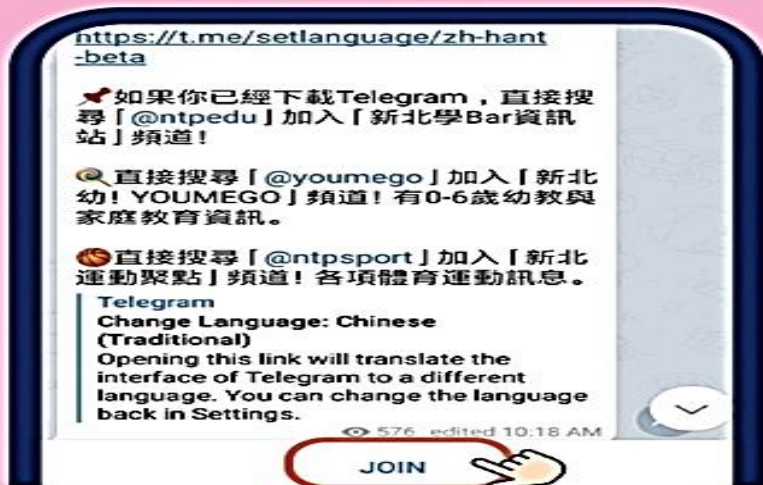 https://t.me/setlanguage/zh-hant
-beta
📌如果你已經下載Telegram，直接搜
尋「@ntpedu」加入「新北學Bar資訊
站」頻道！
🍭直接搜尋「@youmego」加入「新北
幼！YOUMEGO」頻道！有0-6歲幼教與
家庭教育資訊。
🏀直接搜尋「@ntpsport」加入「新北
運動聚點」頻道！各項體育運動訊息。
Telegram
Change Language: Chinese
(Traditional)
Opening this link will translate the
interface of Telegram to a different
language. You can change the language
back in Settings.
576 edited 10:18 AM
JOIN